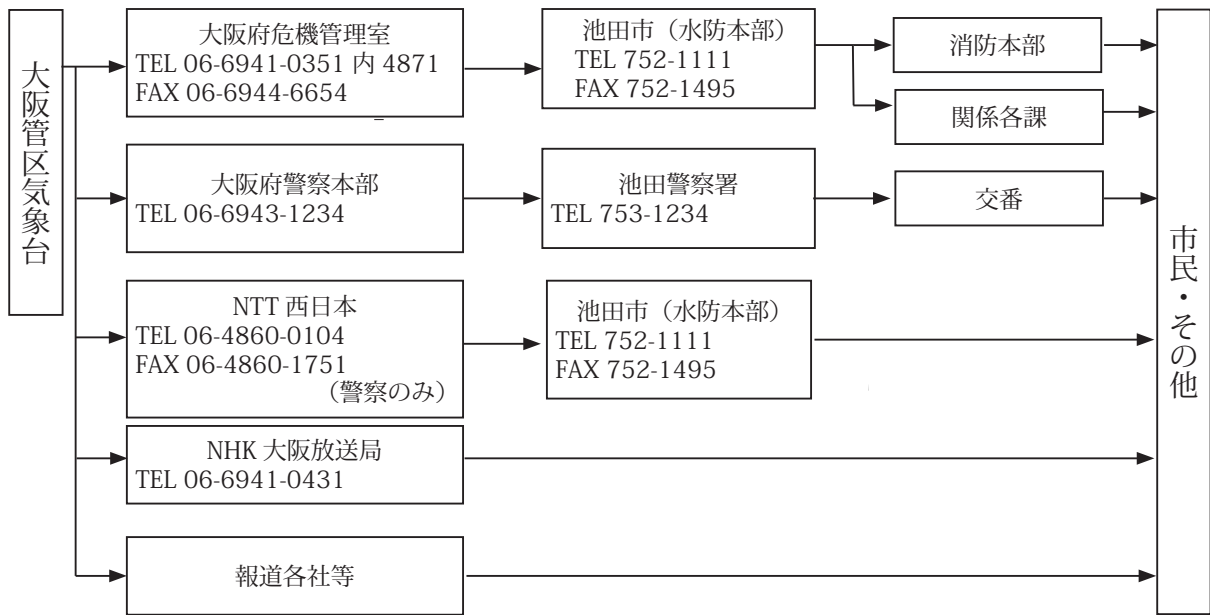 大阪管区気象台
大阪府危機管理室
TEL 06-6941-0351 内 4871
FAX 06-6944-6654
池田市（水防本部）
TEL 752-1111
FAX 752-1495
消防本部
関係各課
大阪府警察本部
TEL 06-6943-1234
池田警察署
TEL 753-1234
交番
NTT 西日本
TEL 06-4860-0104
FAX 06-4860-1751
（警察のみ）
池田市（水防本部）
TEL 752-1111
FAX 752-1495
NHK 大阪放送局
TEL 06-6941-0431
報道各社等
市民・その他